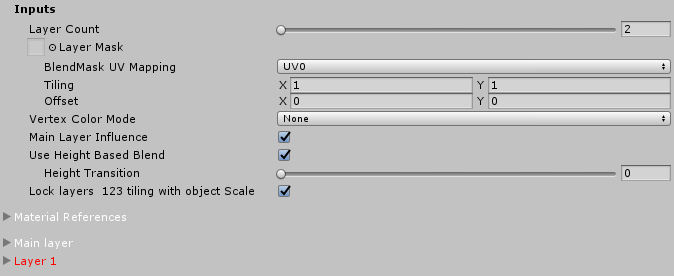 Inputs
Layer Count 2
Layer Mask
BlendMask UV Mapping UV0
Tiling X 1 Y 1
Offset X 0 Y 0
Vertex Color Mode None
Main Layer Influence
Use Height Based Blend
Height Transition 0
Lock layers  123 tiling with object Scale
Material References
Main layer
Layer 1